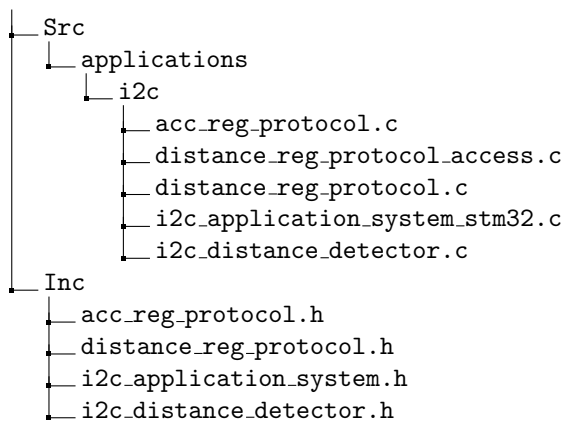 Src
applications
i2c
acc_reg_protocol.c
distance_reg_protocol_access.c
distance_reg_protocol.c
i2c_application_system_stm32.c
i2c_distance_detector.c
Inc
acc_reg_protocol.h
distance_reg_protocol.h
i2c_application_system.h
i2c_distance_detector.h